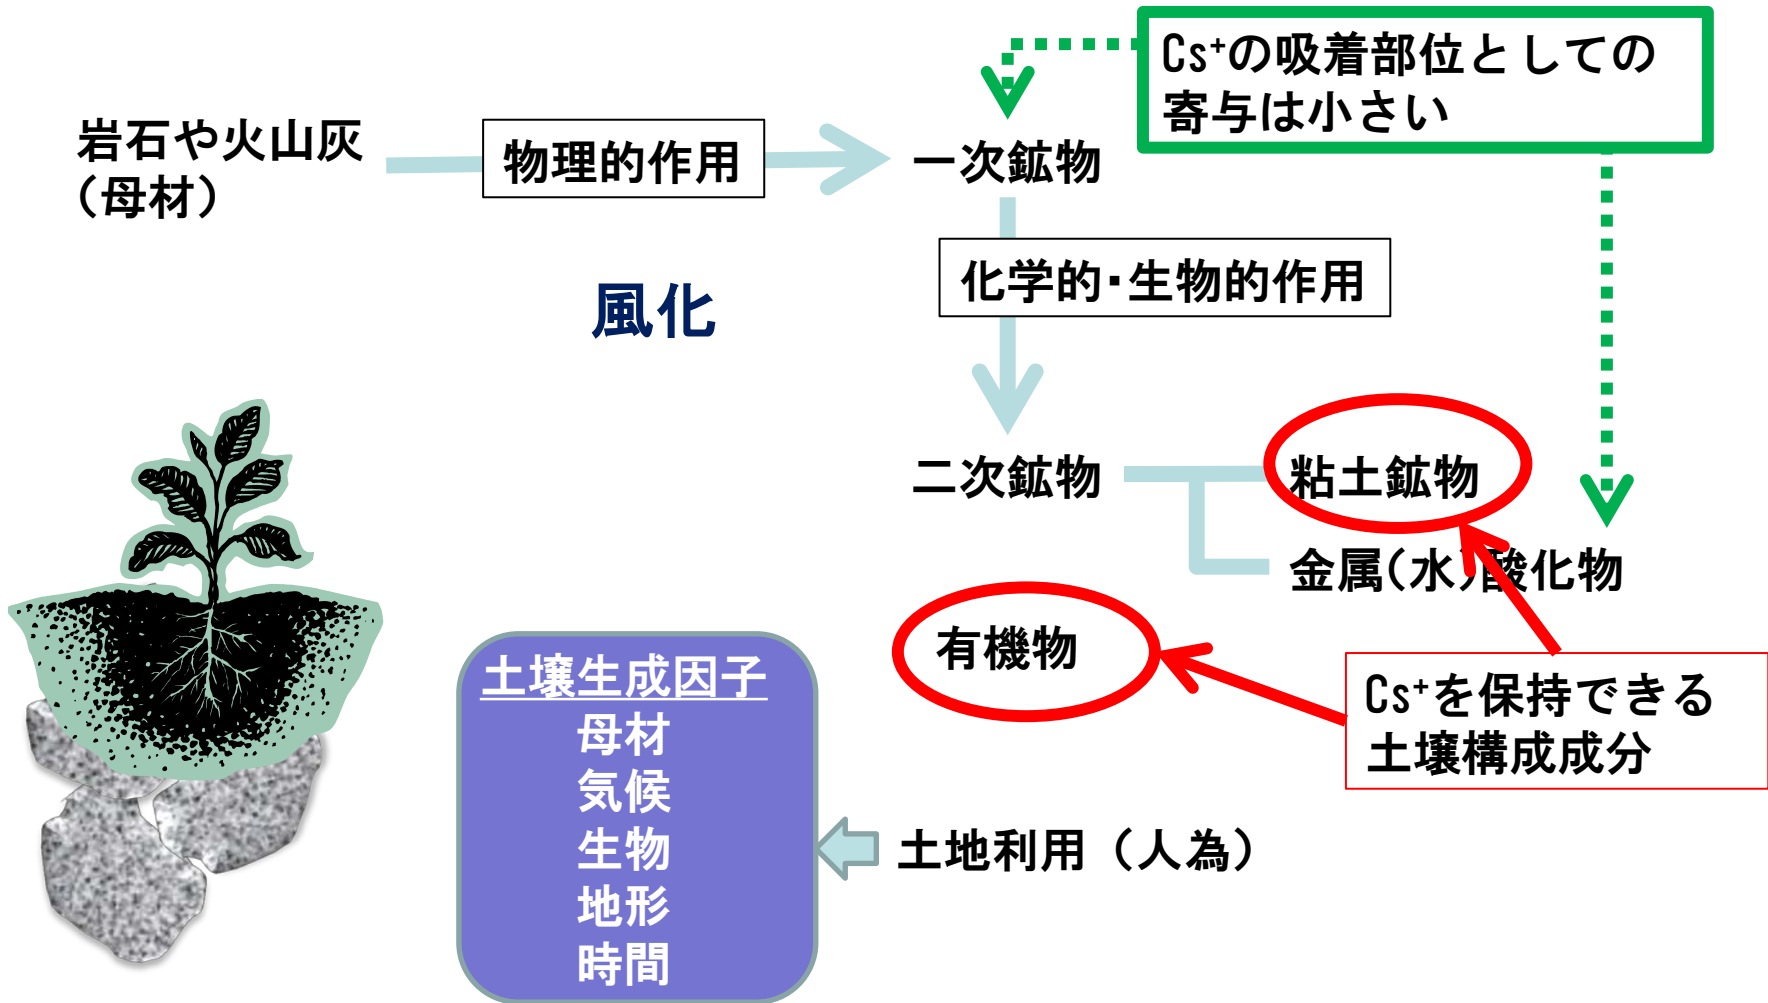 Cs⁺の吸着部位としての
寄与は小さい
岩石や火山灰
（母材）
物理的作用
一次鉱物
化学的・生物的作用
風化
二次鉱物
粘土鉱物
金属(水)酸化物
有機物
Cs⁺を保持できる
土壌構成成分
土壌生成因子
母材
気候
生物
地形
時間
土地利用（人為）